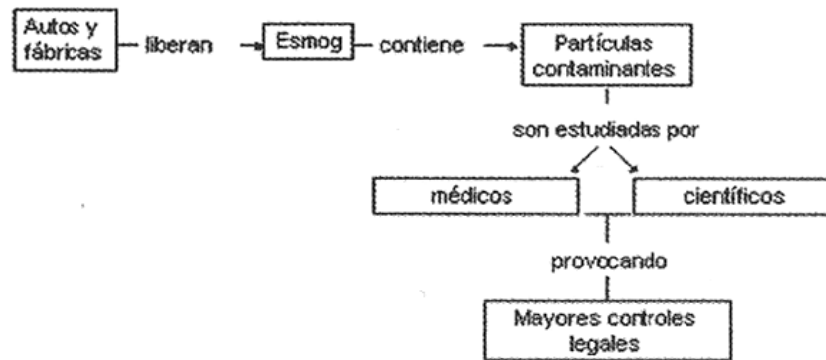 Autos y
fábricas
liberan
Esmog
contiene
Partículas
contaminantes
son estudiadas por
médicos
científicos
provocando
Mayores controles
legales